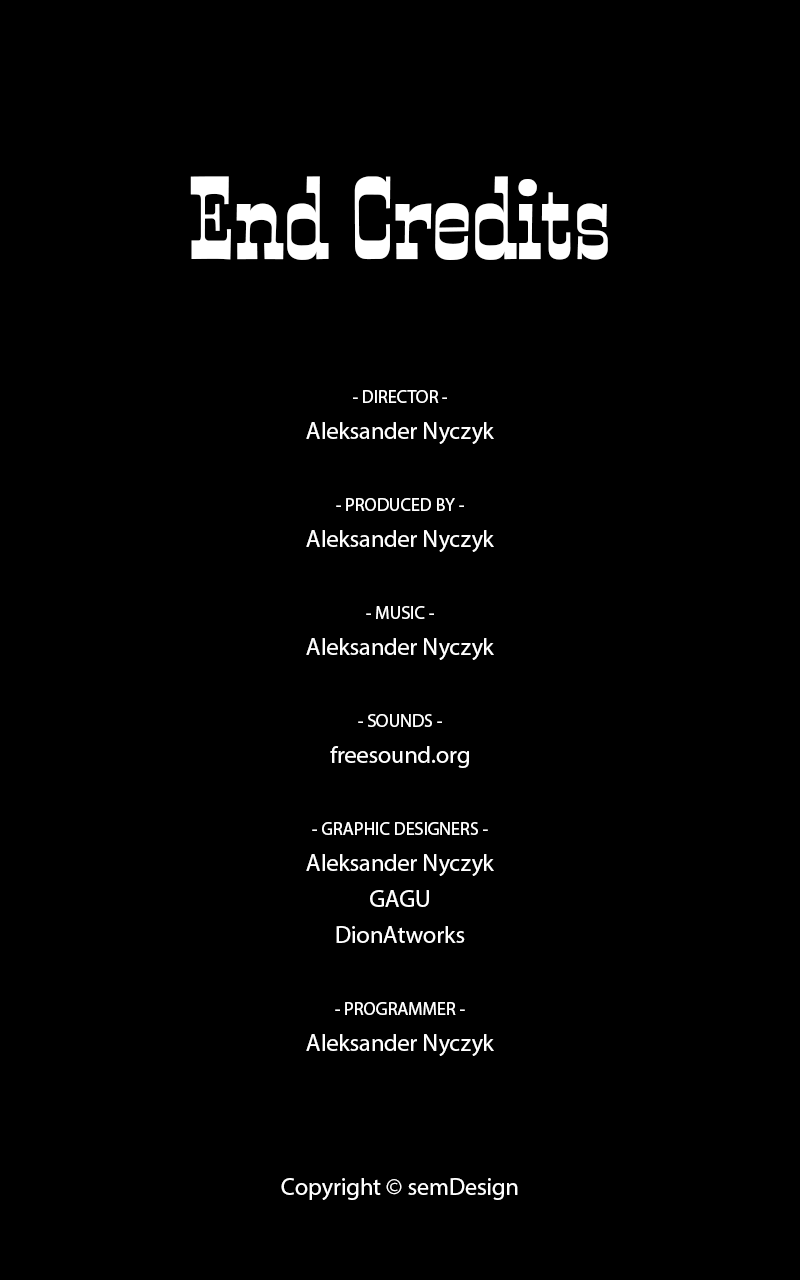 End Credits
- DIRECTOR -
Aleksander Nyczyk
- PRODUCED BY -
Aleksander Nyczyk
- MUSIC -
Aleksander Nyczyk
- SOUNDS -
freesound.org
- GRAPHIC DESIGNERS -
Aleksander Nyczyk
GAGU
DionAtworks
- PROGRAMMER -
Aleksander Nyczyk
Copyright © semDesign